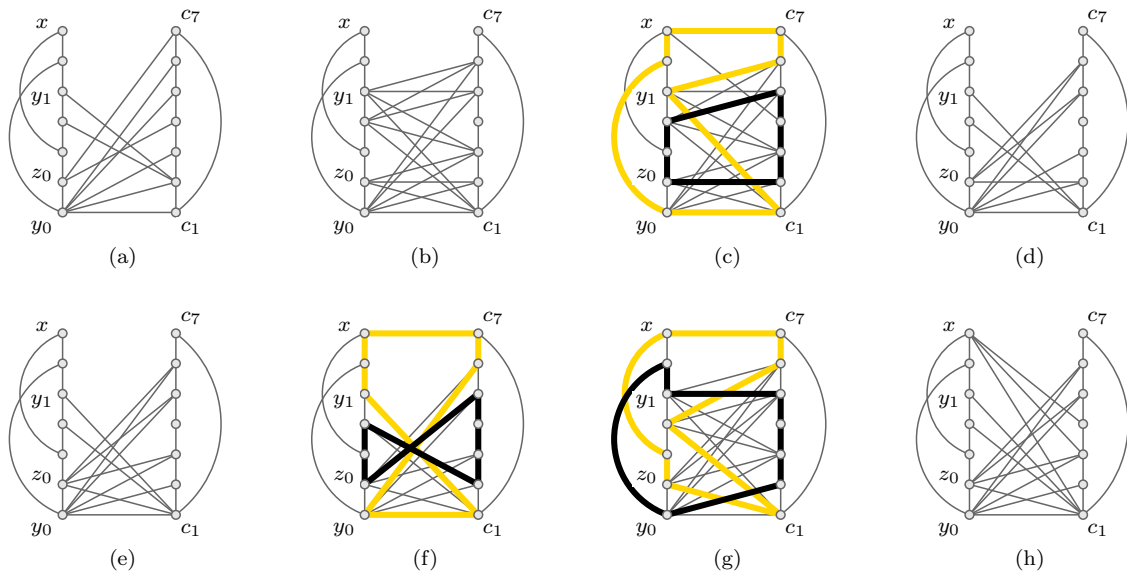 x c₇ x c₇ x c₇ x c₇
y₁ y₁ y₁ y₁
z₀ z₀ z₀ z₀
y₀ c₁ y₀ c₁ y₀ c₁ y₀ c₁
(a) (b) (c) (d)
x c₇ x c₇ x c₇ x c₇
y₁ y₁ y₁ y₁
z₀ z₀ z₀ z₀
y₀ c₁ y₀ c₁ y₀ c₁ y₀ c₁
(e) (f) (g) (h)